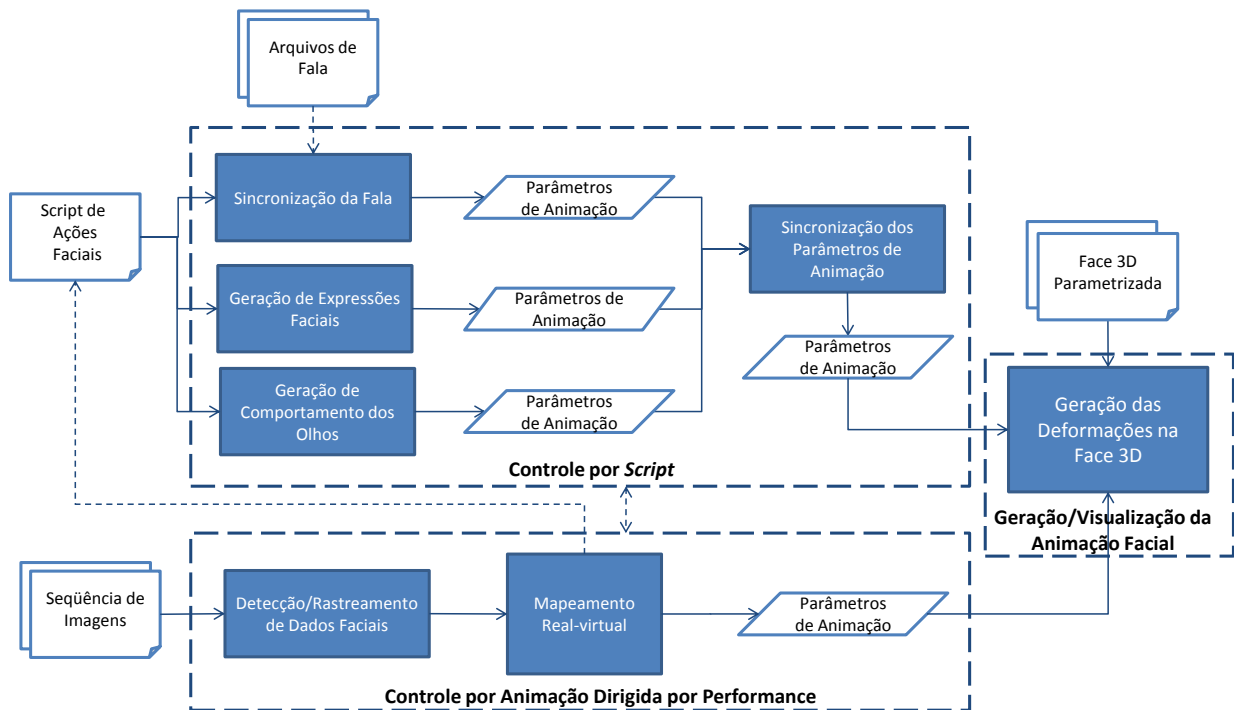 Arquivos de
Fala
Script de
Ações
Faciais
Sincronização da Fala
Parâmetros
de Animação
Geração de Expressões
Faciais
Parâmetros de
Animação
Geração de
Comportamento dos
Olhos
Parâmetros
de Animação
Sincronização dos
Parâmetros de
Animação
Parâmetros
de Animação
Controle por Script
Face 3D
Parametrizada
Geração das
Deformações na
Face 3D
Geração/Visualização da
Animação Facial
Seqüência de
Imagens
Detecção/Rastreamento
de Dados Faciais
Mapeamento
Real-virtual
Parâmetros
de Animação
Controle por Animação Dirigida por Performance